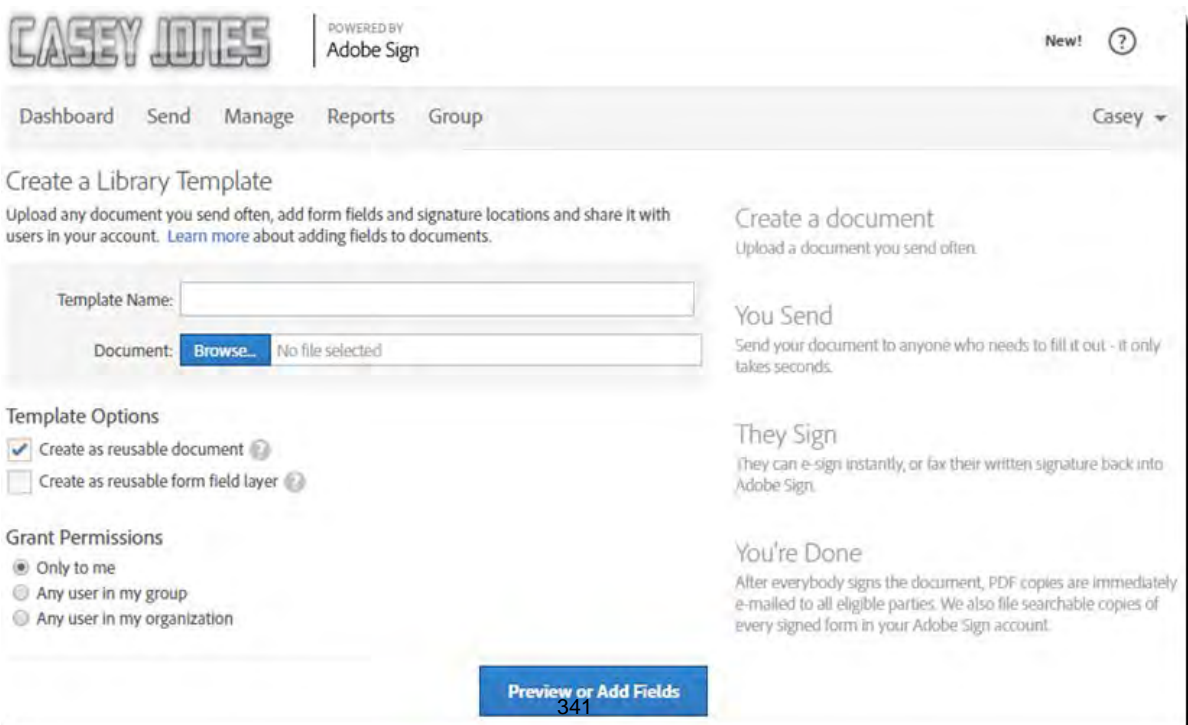 CASEY JONES
POWERED BY
Adobe Sign
New! ?
Dashboard Send Manage Reports Group Casey
Create a Library Template
Upload any document you send often, add form fields and signature locations and share it with
users in your account. Learn more about adding fields to documents.
Template Name:
Document: Browse... No file selected
Template Options
Create as reusable document ?
Create as reusable form field layer ?
Grant Permissions
Only to me
Any user in my group
Any user in my organization
Create a document
Upload a document you send often.
You Send
Send your document to anyone who needs to fill it out - it only
takes seconds.
They Sign
They can e-sign instantly, or fax their written signature back into
Adobe Sign.
You're Done
After everybody signs the document, PDF copies are immediately
e-mailed to all eligible parties. We also file searchable copies of
every signed form in your Adobe Sign account.
Preview or Add Fields
341